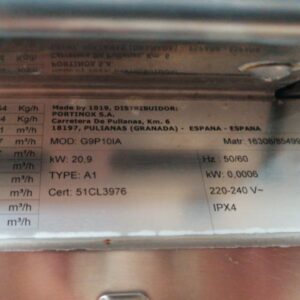 Made by 1019, DISTRIBUIDOR:
PORTINOX S.A.
Carretera De Pulianas, Km. 6
18197, PULIANAS (GRANADA) - ESPANA - ESPANA
Kg/h
Kg/h
m³/h
m³/h
m³/h
m³/h
m³/h
m³/h
m³/h
MOD: G9P10IA
kW: 20,9
TYPE: A1
Cert: 51CL3976
Matr: 16306/85499
Hz: 50/60
kW: 0,0006
220-240 V~
IPX4